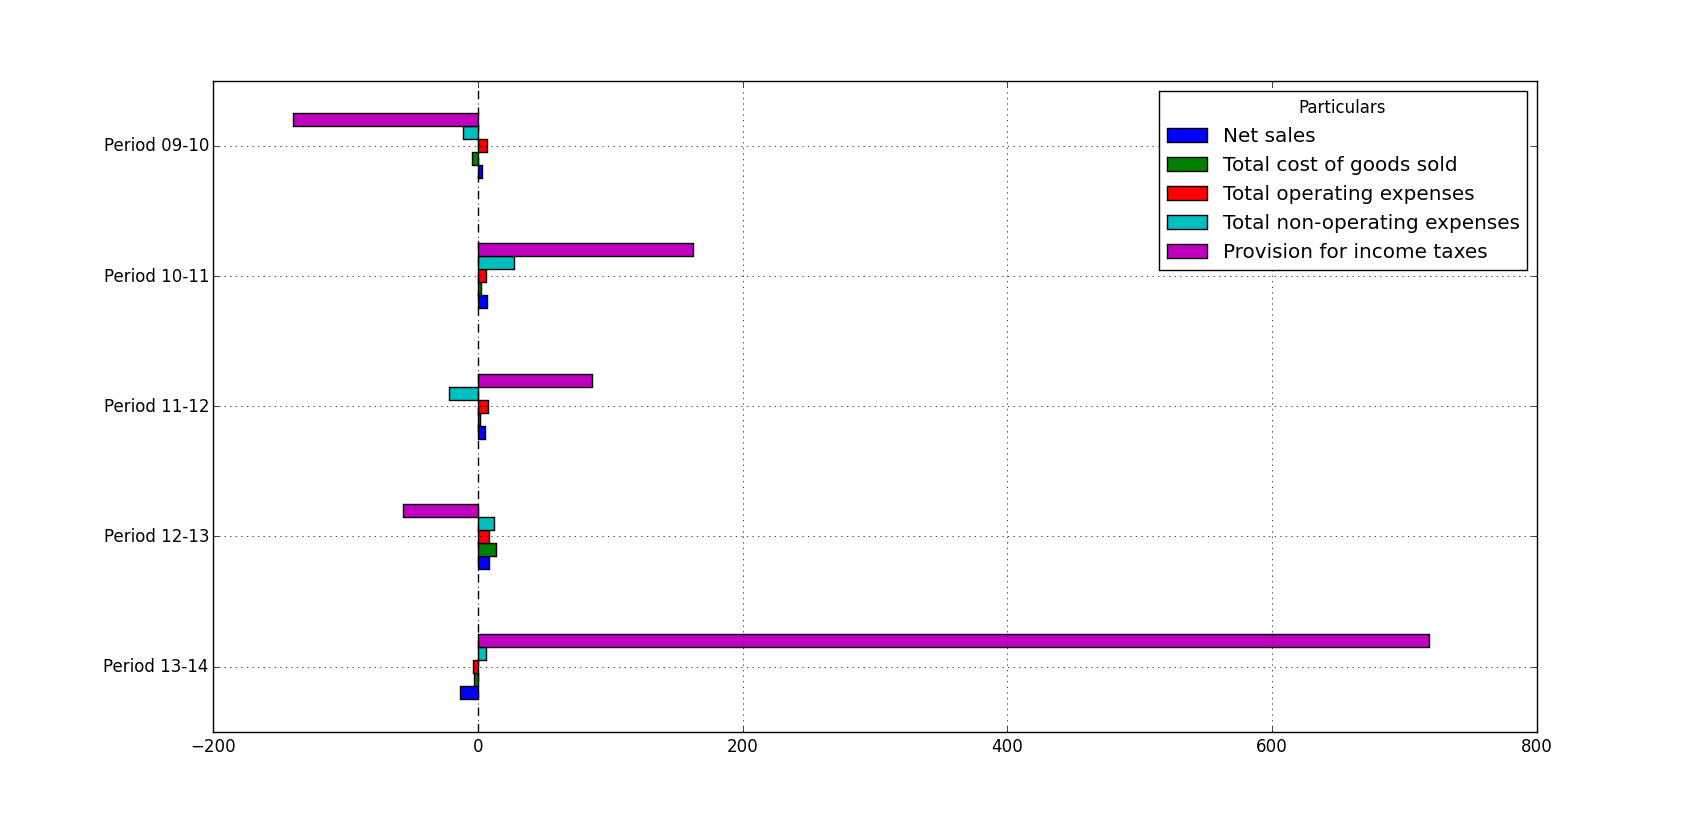 Particulars
Net sales
Total cost of goods sold
Total operating expenses
Total non-operating expenses
Provision for income taxes
Period 09-10
Period 10-11
Period 11-12
Period 12-13
Period 13-14
−200 0 200 400 600 800